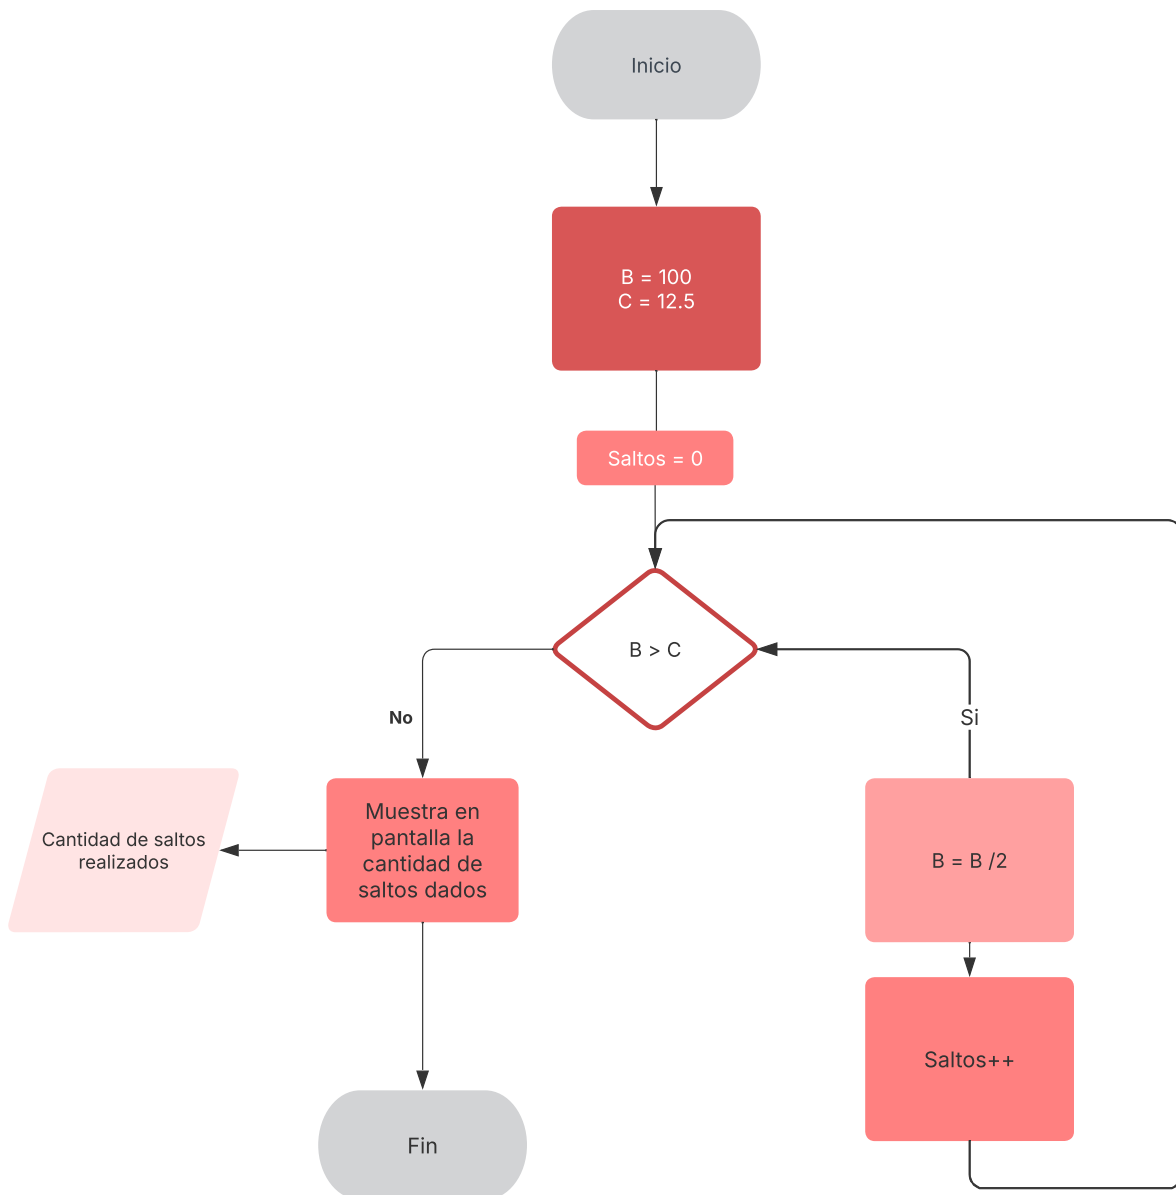 Inicio
B = 100
C = 12.5
Saltos = 0
B > C
No
Si
Muestra en
pantalla la
cantidad de
saltos dados
Cantidad de saltos
realizados
B = B /2
Saltos++
Fin